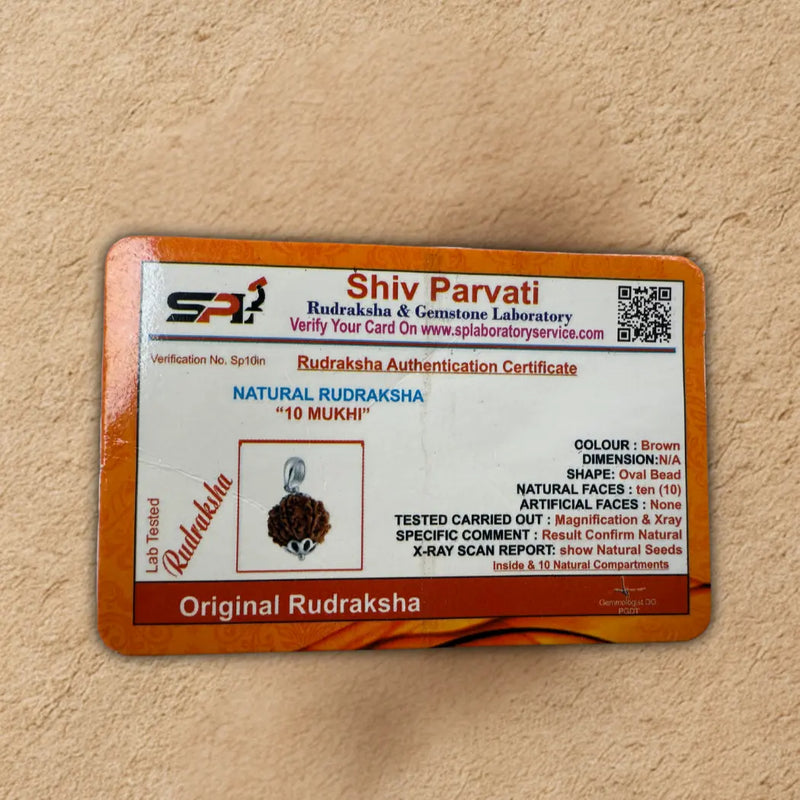 SPL
Shiv Parvati
Rudraksha & Gemstone Laboratory
Verify Your Card On www.splaboratoryservice.com
Verification No. Sp10in
Rudraksha Authentication Certificate
NATURAL RUDRAKSHA
“10 MUKHI”
COLOUR : Brown
DIMENSION:N/A
SHAPE: Oval Bead
NATURAL FACES : ten (10)
ARTIFICIAL FACES : None
TESTED CARRIED OUT : Magnification & Xray
SPECIFIC COMMENT : Result Confirm Natural
X-RAY SCAN REPORT: show Natural Seeds
Inside & 10 Natural Compartments
Lab Tested
Rudraksha
Original Rudraksha
Gemmologist DG
PGDT